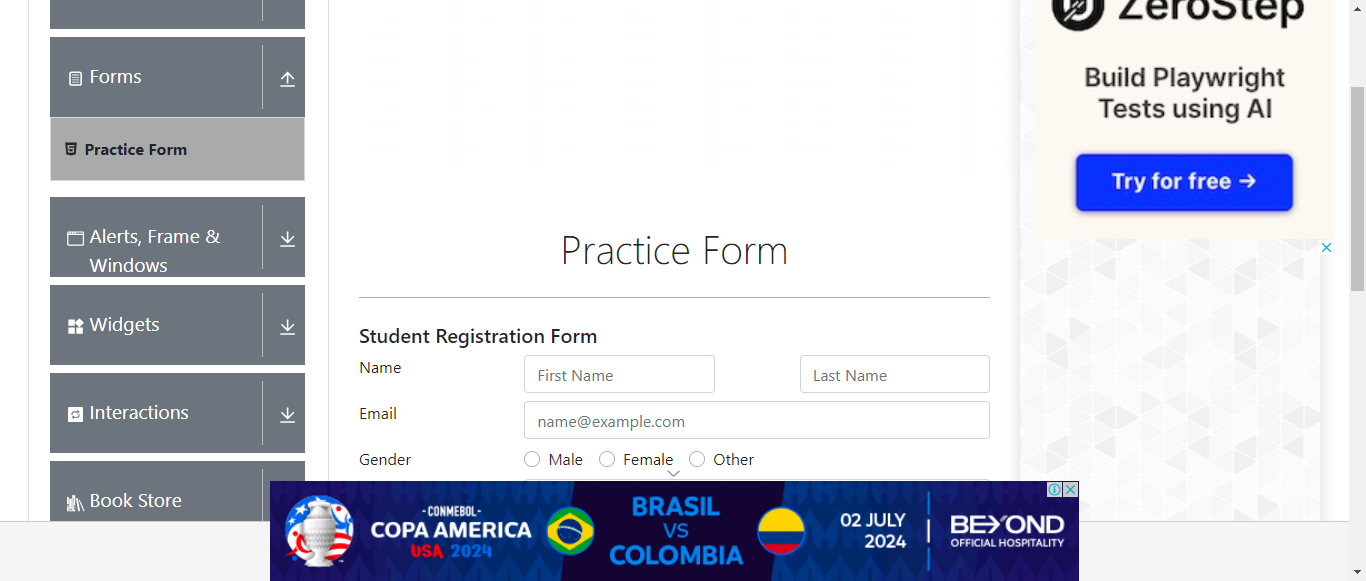 Forms
Practice Form
Alerts, Frame &
Windows
Widgets
Interactions
Book Store
Practice Form
Student Registration Form
Name
First Name
Last Name
Email
name@example.com
Gender
Male
Female
Other
ZeroStep
Build Playwright
Tests using AI
Try for free →
-CONMEBOL-
COPA AMERICA
USA 2024
BRASIL
VS
COLOMBIA
02 JULY
2024
BEYOND
OFFICIAL HOSPITALITY